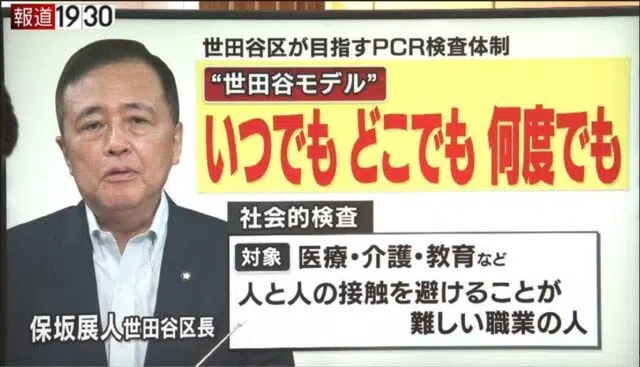 報道1930
世田谷区が目指すPCR検査体制
“世田谷モデル”
いつでも どこでも 何度でも
社会的検査
対象 医療・介護・教育など
人と人の接触を避けることが
難しい職業の人
保坂展人世田谷区長